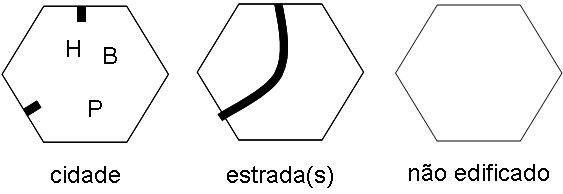 H
B
P
cidade
estrada(s)
não edificado